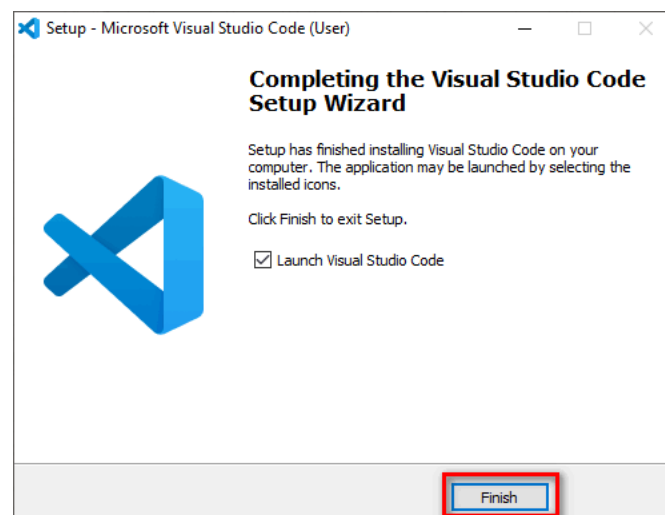 Setup - Microsoft Visual Studio Code (User)
Completing the Visual Studio Code
Setup Wizard
Setup has finished installing Visual Studio Code on your
computer. The application may be launched by selecting the
installed icons.
Click Finish to exit Setup.
Launch Visual Studio Code
Finish